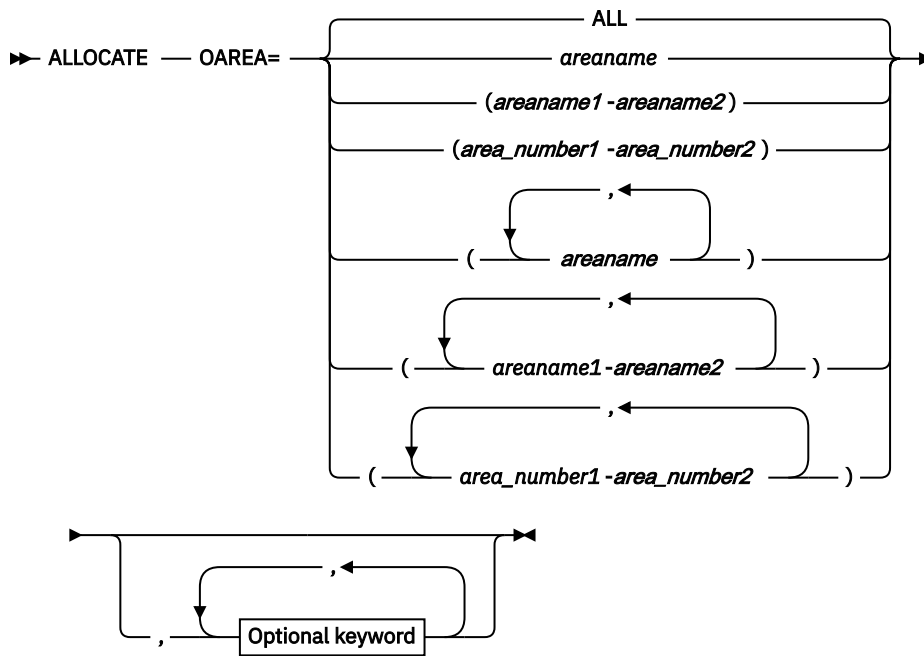 ALL
ALLOCATE OAREA= areaname
(areaname1-areaname2)
(area_number1 -area_number2)
,
( areaname )
,
( areaname1-areaname2 )
,
( area_number1-area_number2 )
,
, Optional keyword